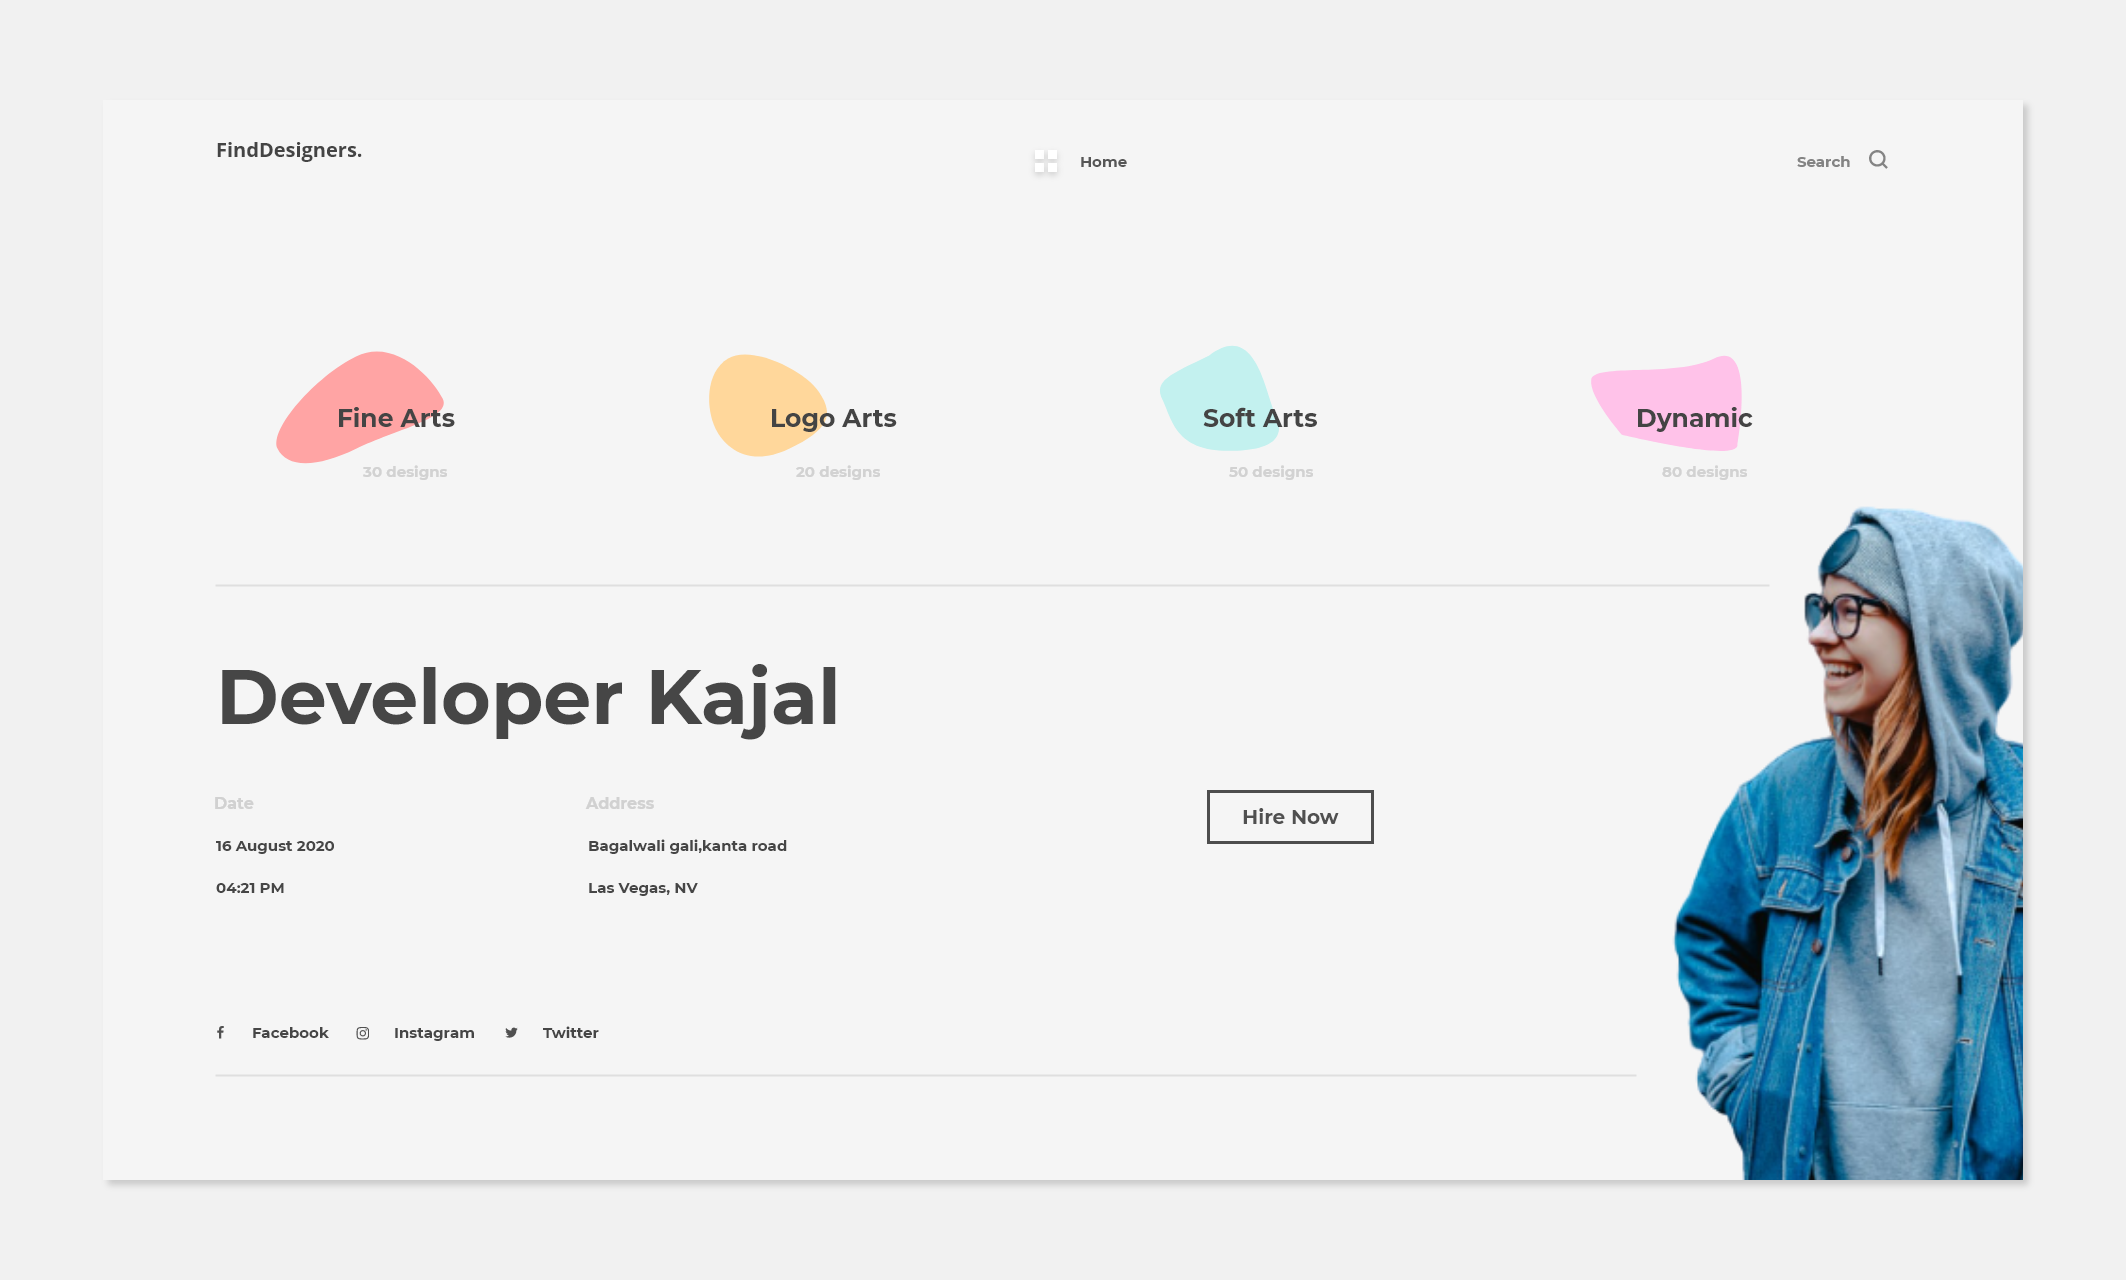 FindDesigners.
Home
Search
Fine Arts
Logo Arts
Soft Arts
Dynamic
30 designs
20 designs
50 designs
80 designs
Developer Kajal
Date
Address
Hire Now
16 August 2020
Bagalwali gali,kanta road
04:21 PM
Las Vegas, NV
Facebook
Instagram
Twitter